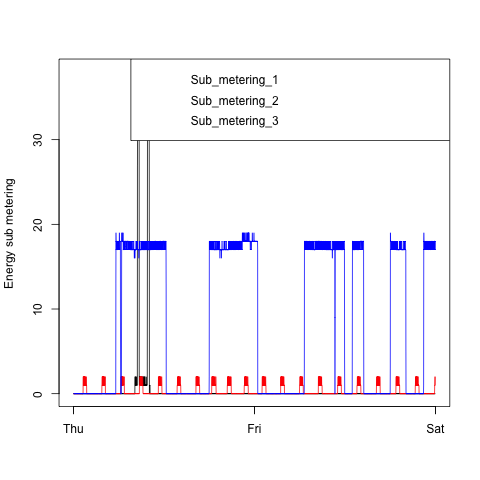 Sub_metering_1
Sub_metering_2
Sub_metering_3
Energy sub metering
30
20
10
0
Thu
Fri
Sat